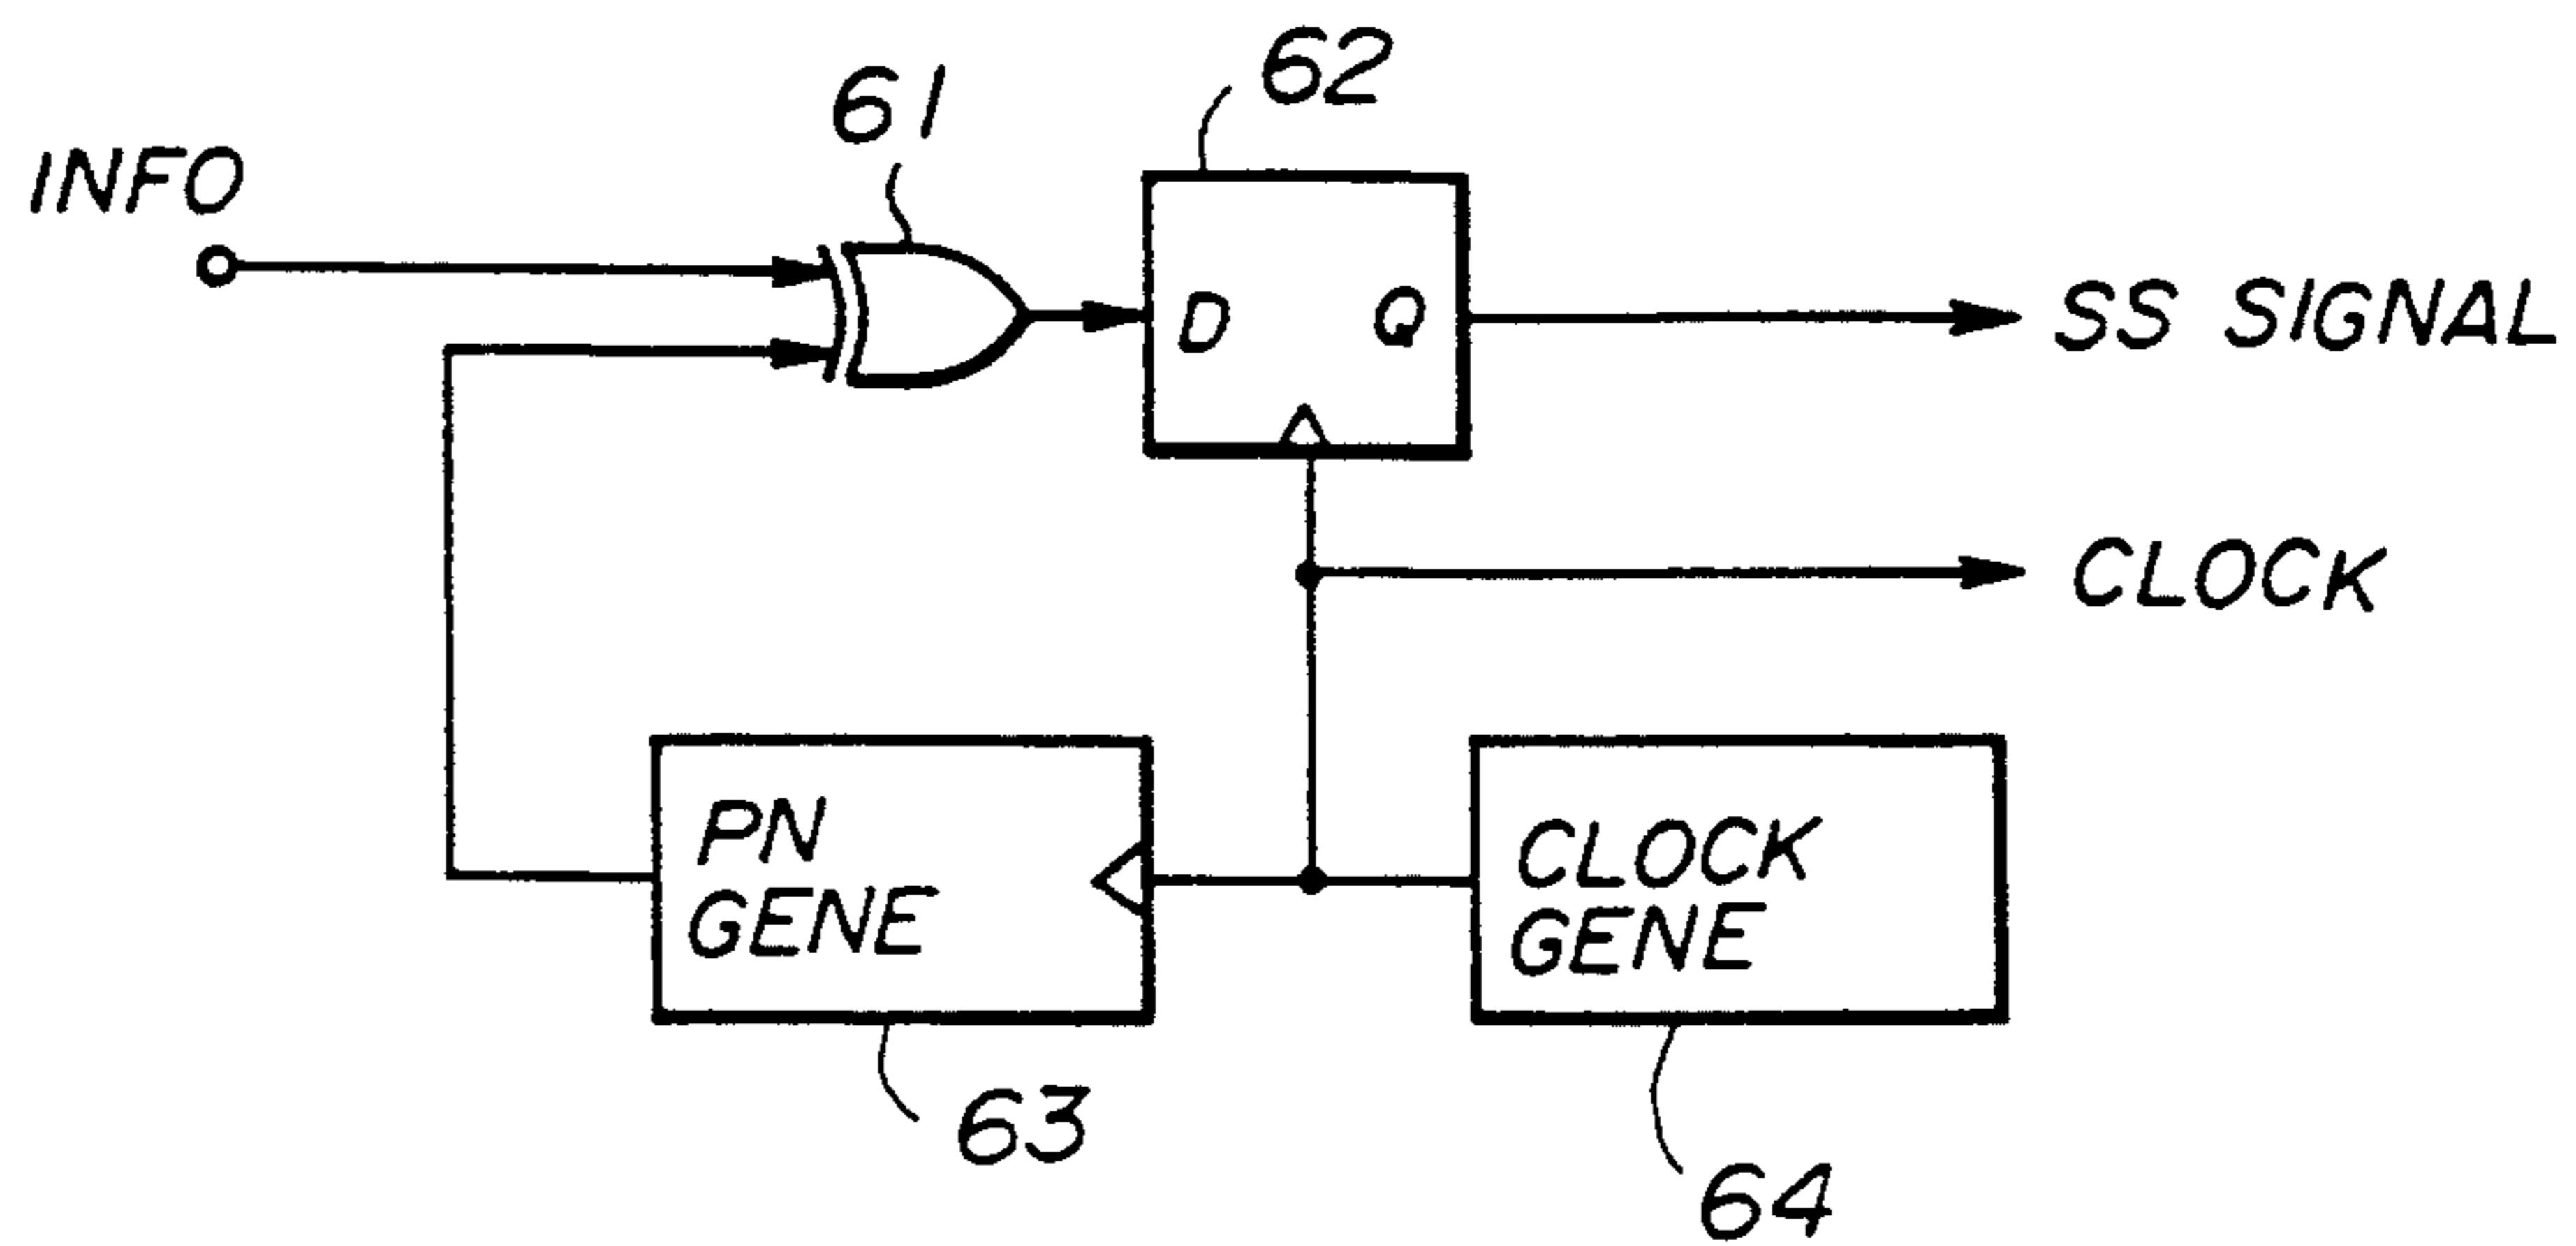 62
61
INFO
D Q
SS SIGNAL
CLOCK
PN
GENE
CLOCK
GENE
63
64